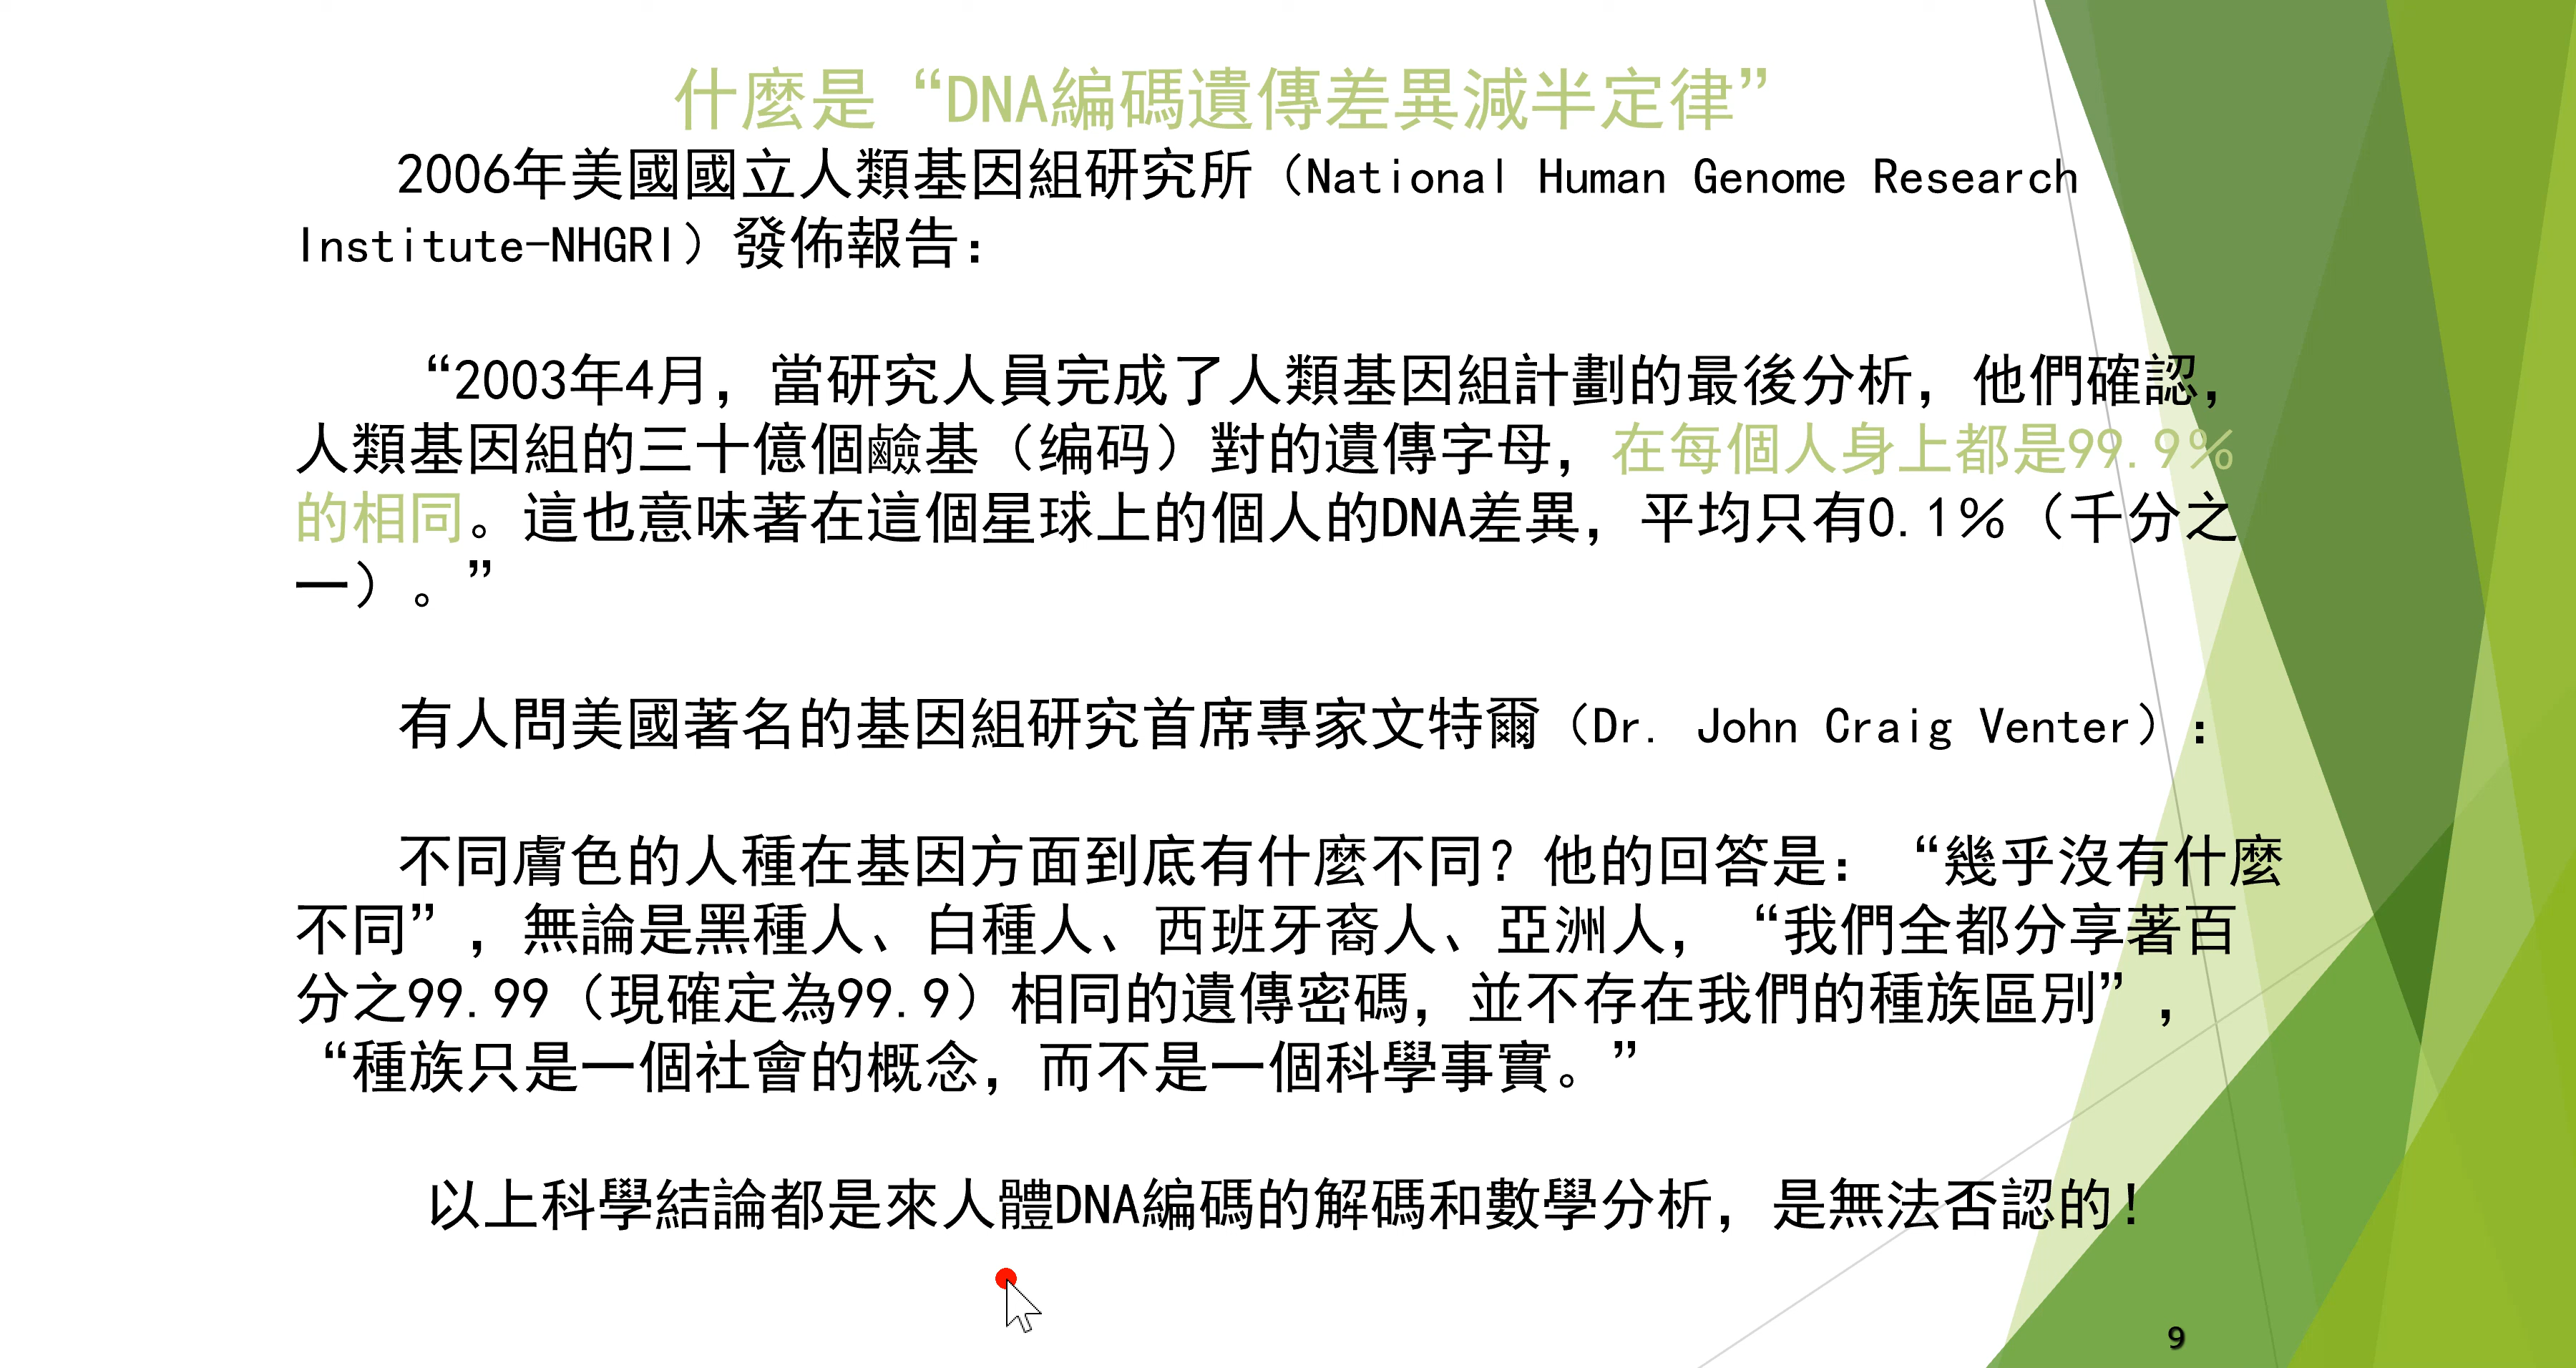 什麼是“DNA編碼遺傳差異減半定律”
2006年美國國立人類基因組研究所（National Human Genome Research
Institute-NHGRI）發佈報告：
“2003年4月，當研究人員完成了人類基因組計劃的最後分析，他們確認，
人類基因組的三十億個鹼基（编码）對的遺傳字母，在每個人身上都是99.9％
的相同。這也意味著在這個星球上的個人的DNA差異，平均只有0.1％（千分之
一）。”
有人問美國著名的基因組研究首席專家文特爾（Dr. John Craig Venter）：
不同膚色的人種在基因方面到底有什麼不同？他的回答是：“幾乎沒有什麼
不同”，無論是黑種人、白種人、西班牙裔人、亞洲人，“我們全都分享著百
分之99.99（現確定為99.9）相同的遺傳密碼，並不存在我們的種族區別”，
“種族只是一個社會的概念，而不是一個科學事實。”
以上科學結論都是來人體DNA編碼的解碼和數學分析，是無法否認的！
9